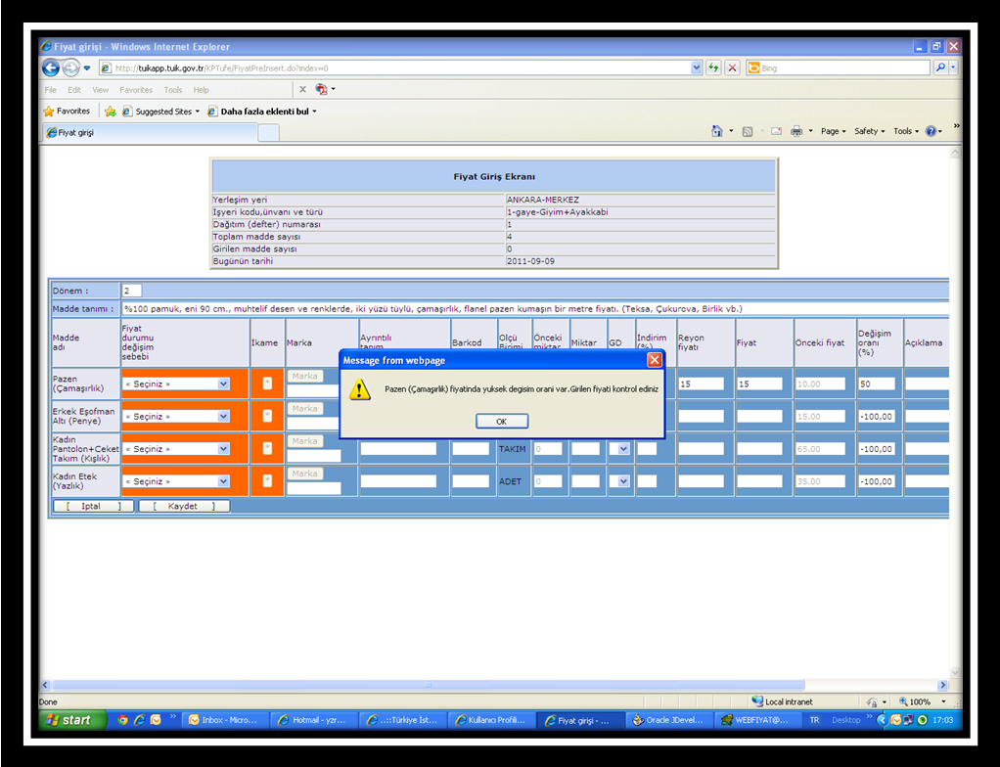 Fiyat girişi - Windows Internet Explorer
http://tuikapp.tuik.gov.tr/KPTufe/FiyatPreInsert.do?index=0
Bing
File Edit View Favorites Tools Help
X
Favorites Suggested Sites Daha fazla eklenti bul
Fiyat girişi
Page Safety Tools
Fiyat Giriş Ekranı
Yerleşim yeri ANKARA-MERKEZ
İşyeri kodu,ünvanı ve türü 1-gaye-Giyim+Ayakkabi
Dağıtım (defter) numarası 1
Toplam madde sayısı 4
Girilen madde sayısı 0
Bugünün tarihi 2011-09-09
Dönem : 2
Madde tanımı : %100 pamuk, eni 90 cm., muhtelif desen ve renklerde, iki yüzü tüylü, çamaşırlık, flanel pazen kumaşın bir metre fiyatı. (Teksa, Çukurova, Birlik vb.)
Madde adı
Fiyat durumu değişim sebebi
İkame
Marka
Ayrıntılı tanım
Barkod
Ölçü Birimi
Önceki miktar
Miktar
GD
İndirim (%)
Reyon fiyatı
Fiyat
Önceki fiyat
Değişim oranı (%)
Açıklama
Message from webpage
Pazen (Çamaşırlık) fiyatinda yuksek degisim orani var.Girilen fiyati kontrol ediniz
OK
Pazen (Çamaşırlık) « Seçiniz » Marka 15 15 10.00 50
Erkek Eşofman Altı (Penye) « Seçiniz » Marka 15.00 -100,00
Kadın Pantolon+Ceket Takım (Kışlık) « Seçiniz » Marka TAKIM 0 65.00 -100,00
Kadın Etek (Yazlık) « Seçiniz » Marka ADET 0 35.00 -100,00
[ İptal ] [ Kaydet ]
Done Local intranet 100%
start Inbox - Micro... Hotmail - yzr... ..::Türkiye İst... Kullanıcı Profili... Fiyat girişi - ... Oracle JDevel... WEBFIYAT@... TR Desktop 17:03